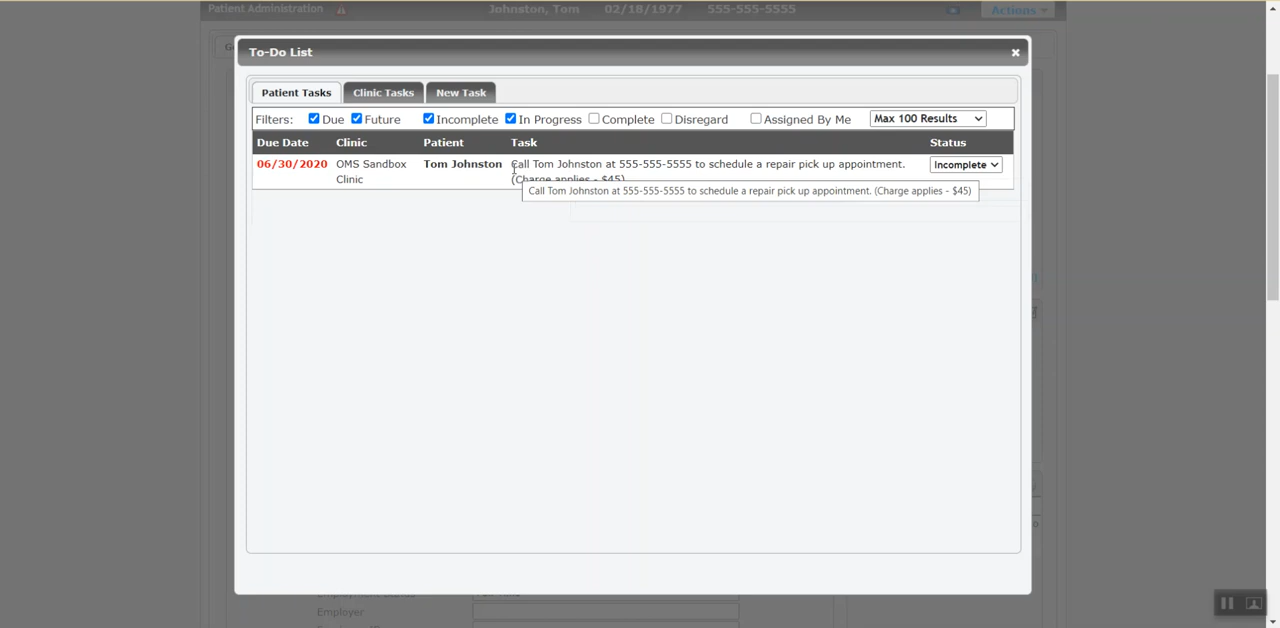 Patient Administration Johnston, Tom 02/18/1977 555-555-5555 Actions
To-Do List
Patient Tasks Clinic Tasks New Task
Filters: Due Future Incomplete In Progress Complete Disregard Assigned By Me Max 100 Results
Due Date Clinic Patient Task Status
06/30/2020 OMS Sandbox Tom Johnston Call Tom Johnston at 555-555-5555 to schedule a repair pick up appointment. Incomplete
Clinic (Charge applies - $45)
Call Tom Johnston at 555-555-5555 to schedule a repair pick up appointment. (Charge applies - $45)
Employer